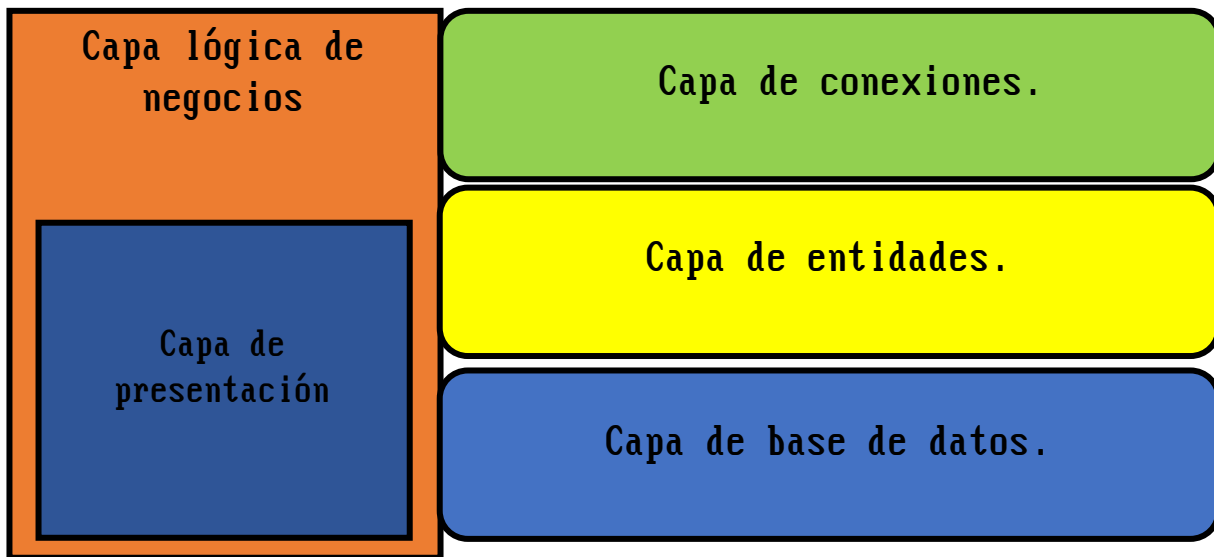 Capa lógica de
negocios
Capa de
presentación
Capa de conexiones.
Capa de entidades.
Capa de base de datos.